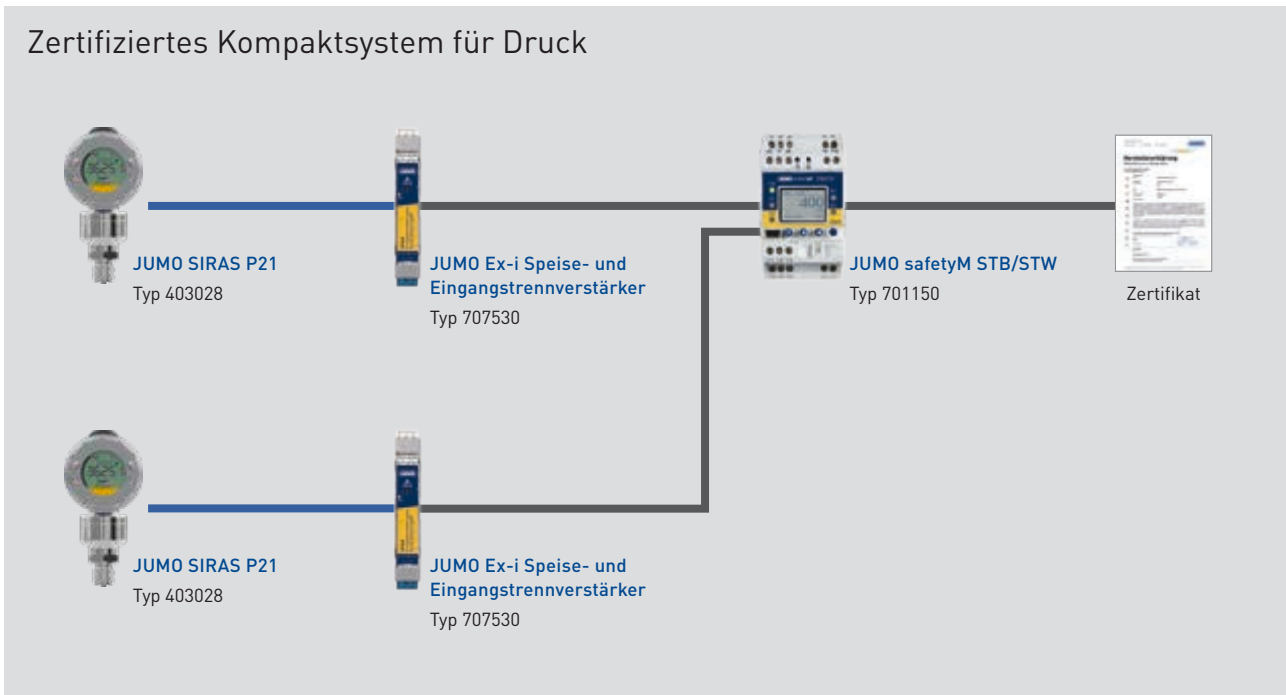 Zertifiziertes Kompaktsystem für Druck
JUMO SIRAS P21
Typ 403028
JUMO Ex-i Speise- und
Eingangstrennverstärker
Typ 707530
400
JUMO safetyM STB/STW
Typ 701150
Zertifikat
JUMO SIRAS P21
Typ 403028
JUMO Ex-i Speise- und
Eingangstrennverstärker
Typ 707530